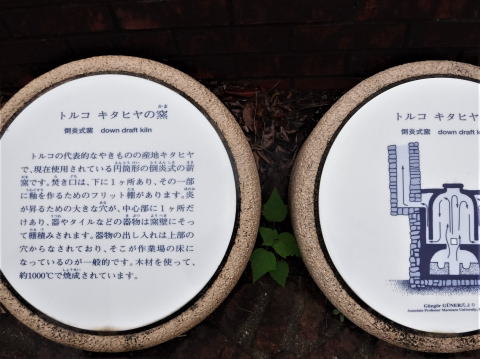 トルコ キタヒヤの窯
倒炎式窯 down draft kiln
トルコの代表的なやきものの産地キタヒヤ
で、現在使用されている円筒形の倒炎式の薪
窯です。焚き口は、下に1ヶ所あり、その一部
に釉を作るためのフリット棚があります。炎
が昇るための大きな穴が、中心部に1ヶ所だ
けあり、器やタイルなどの器物は窯壁にそっ
て棚積みされます。器物の出し入れは上部の
穴からなされており、そこが作業場の床に
なっているのが一般的です。木材を使って、
約1000℃で焼成されています。
トルコ キタヒヤ
倒炎式窯 down draf
Güngör GÜNER氏より
Associate Professor Marmara University,